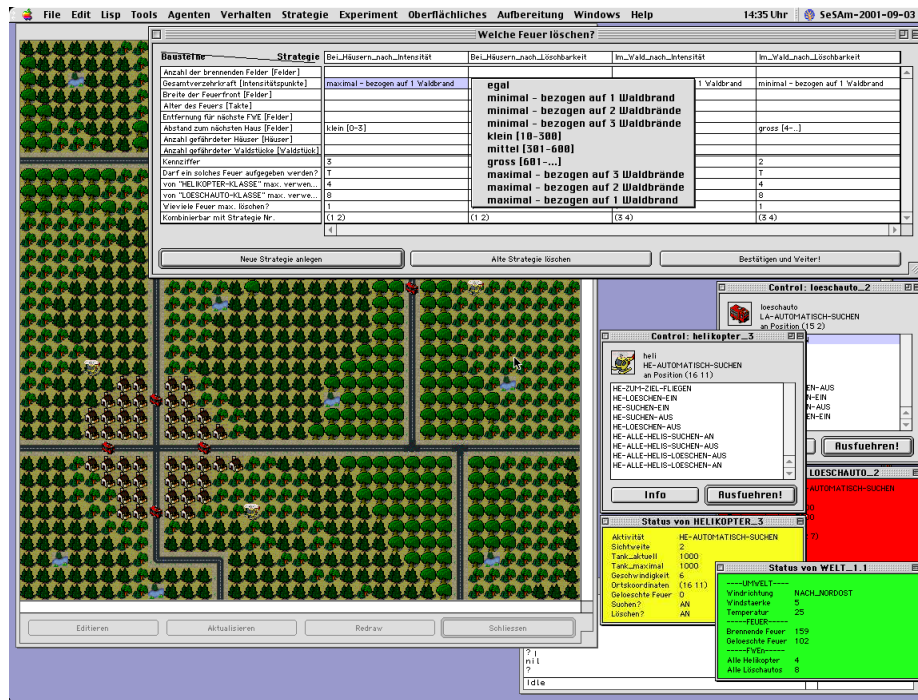 File Edit Lisp Tools Agenten Verhalten Strategie Experiment Oberflächliches Aufbereitung Windows Help 14:35 Uhr SeSAm-2001-09-03
Welche Feuer löschen?
Bausteine Strategie Bei_Häusern_nach_Intensität Bei_Häusern_nach_Löschbarkeit Im_Wald_nach_Intensität Im_Wald_nach_Löschbarkeit
Anzahl der brennenden Felder [Felder]
Gesamtverzehrkraft [Intensitätspunkte] maximal - bezogen auf 1 Waldbrand 1 Waldbrand minimal - bezogen auf 1 Waldbrand
Breite der Feuerfront [Felder]
Alter des Feuers [Takte]
Entfernung für nächste FWE [Felder]
Abstand zum nächsten Haus [Felder] klein [0-3] gross [4-..]
Anzahl gefährdeter Häuser [Häuser]
Anzahl gefährdeter Waldstücke [Waldstück]
Kennziffer 3 2
Darf ein solches Feuer aufgegeben werden? T T
von "HELIKOPTER-KLASSE" max. verwen... 4 4
von "LOESCHAUTO-KLASSE" max. verwe... 8 8
Wieviele Feuer max. löschen? 1 1
Kombinierbar mit Strategie Nr. (1 2) (1 2) (3 4) (3 4)
egal
minimal - bezogen auf 1 Waldbrand
minimal - bezogen auf 2 Waldbrände
minimal - bezogen auf 3 Waldbrände
klein [10-300]
mittel [301-600]
gross [601-...]
maximal - bezogen auf 3 Waldbrände
maximal - bezogen auf 2 Waldbrände
maximal - bezogen auf 1 Waldbrand
Neue Strategie anlegen Alte Strategie löschen Bestätigen und Weiter!
Control: loeschauto_2
loeschauto
LA-AUTOMATISCH-SUCHEN
an Position (15 2)
N
N-AUS
N-EIN
EN-AUS
EN-EIN
Ausfuehren!
Control: helikopter_3
heli
HE-AUTOMATISCH-SUCHEN
an Position (16 11)
HE-ZUM-ZIEL-FLIEGEN
HE-LOESCHEN-EIN
HE-SUCHEN-EIN
HE-SUCHEN-AUS
HE-LOESCHEN-AUS
HE-ALLE-HELIS-SUCHEN-AN
HE-ALLE-HELIS-SUCHEN-AUS
HE-ALLE-HELIS-LOESCHEN-AUS
HE-ALLE-HELIS-LOESCHEN-AN
Info Ausfuehren!
LOESCHAUTO_2
-AUTOMATISCH-SUCHEN
7)
Status von HELIKOPTER_3
Aktivität HE-AUTOMATISCH-SUCHEN
Sichtweite 2
Tank_aktuell 1000
Tank_maximal 1000
Geschwindigkeit 6
Ortskoordinaten (16 11)
Geloeschte Feuer 0
Suchen? AN
Löschen? AN
Status von WELT_1.1
----UMWELT----
Windrichtung NACH_NORDOST
Windstaerke 5
Temperatur 25
----FEUER----
Brennende Feuer 159
Geloeschte Feuer 102
----FWEn----
Alle Helikopter 4
Alle Löschautos 8
Editieren Aktualisieren Redraw Schliessen
?
nil
?
Idle